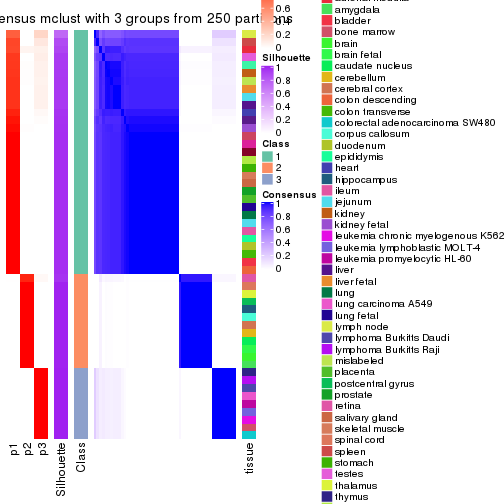 ensus mclust with 3 groups from 250 part
0.6
0.4
0.2
0
Silhouette
1
0.8
0.6
0.4
0.2
0
Class
1
2
3
Consensus
1
0.8
0.6
0.4
0.2
0
amygdala
bladder
bone marrow
brain
brain fetal
caudate nucleus
cerebellum
cerebral cortex
colon descending
colon transverse
colorectal adenocarcinoma SW480
corpus callosum
duodenum
epididymis
heart
hippocampus
ileum
jejunum
kidney
kidney fetal
leukemia chronic myelogenous K562
leukemia lymphoblastic MOLT-4
leukemia promyelocytic HL-60
liver
liver fetal
lung
lung carcinoma A549
lung fetal
lymph node
lymphoma Burkitts Daudi
lymphoma Burkitts Raji
mislabeled
placenta
postcentral gyrus
prostate
retina
salivary gland
skeletal muscle
spinal cord
spleen
stomach
testes
thalamus
thymus
p1
p2
p3
Silhouette
Class
tissue